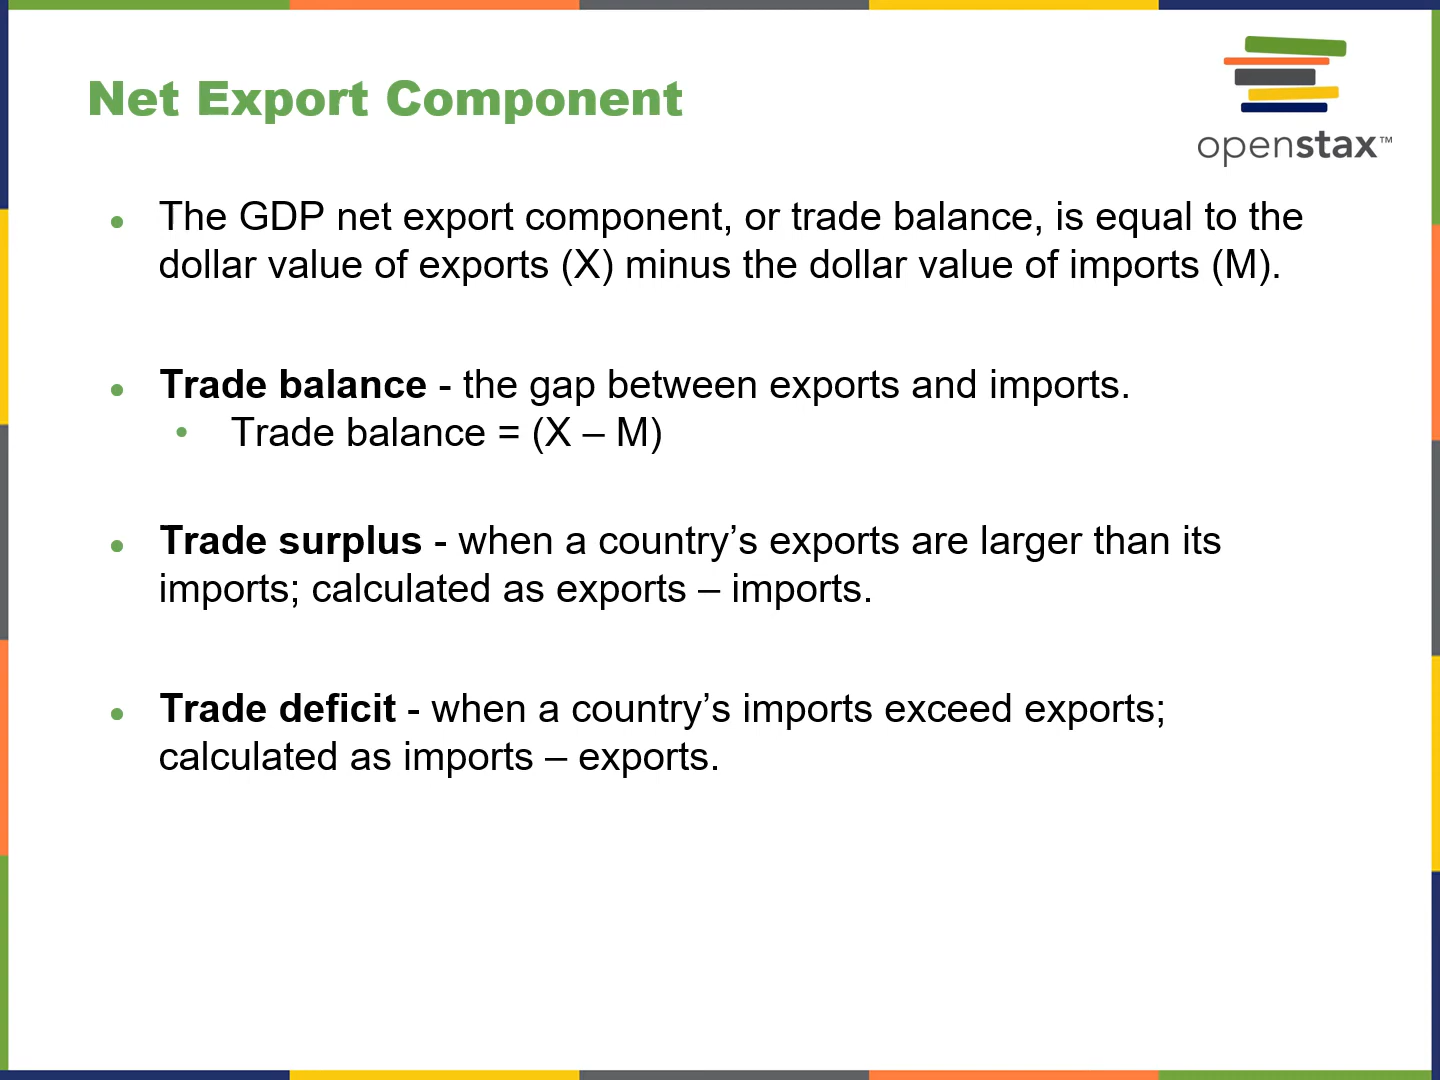 Net Export Component
openstax™
● The GDP net export component, or trade balance, is equal to the
dollar value of exports (X) minus the dollar value of imports (M).
● Trade balance - the gap between exports and imports.
• Trade balance = (X – M)
● Trade surplus - when a country’s exports are larger than its
imports; calculated as exports – imports.
● Trade deficit - when a country’s imports exceed exports;
calculated as imports – exports.